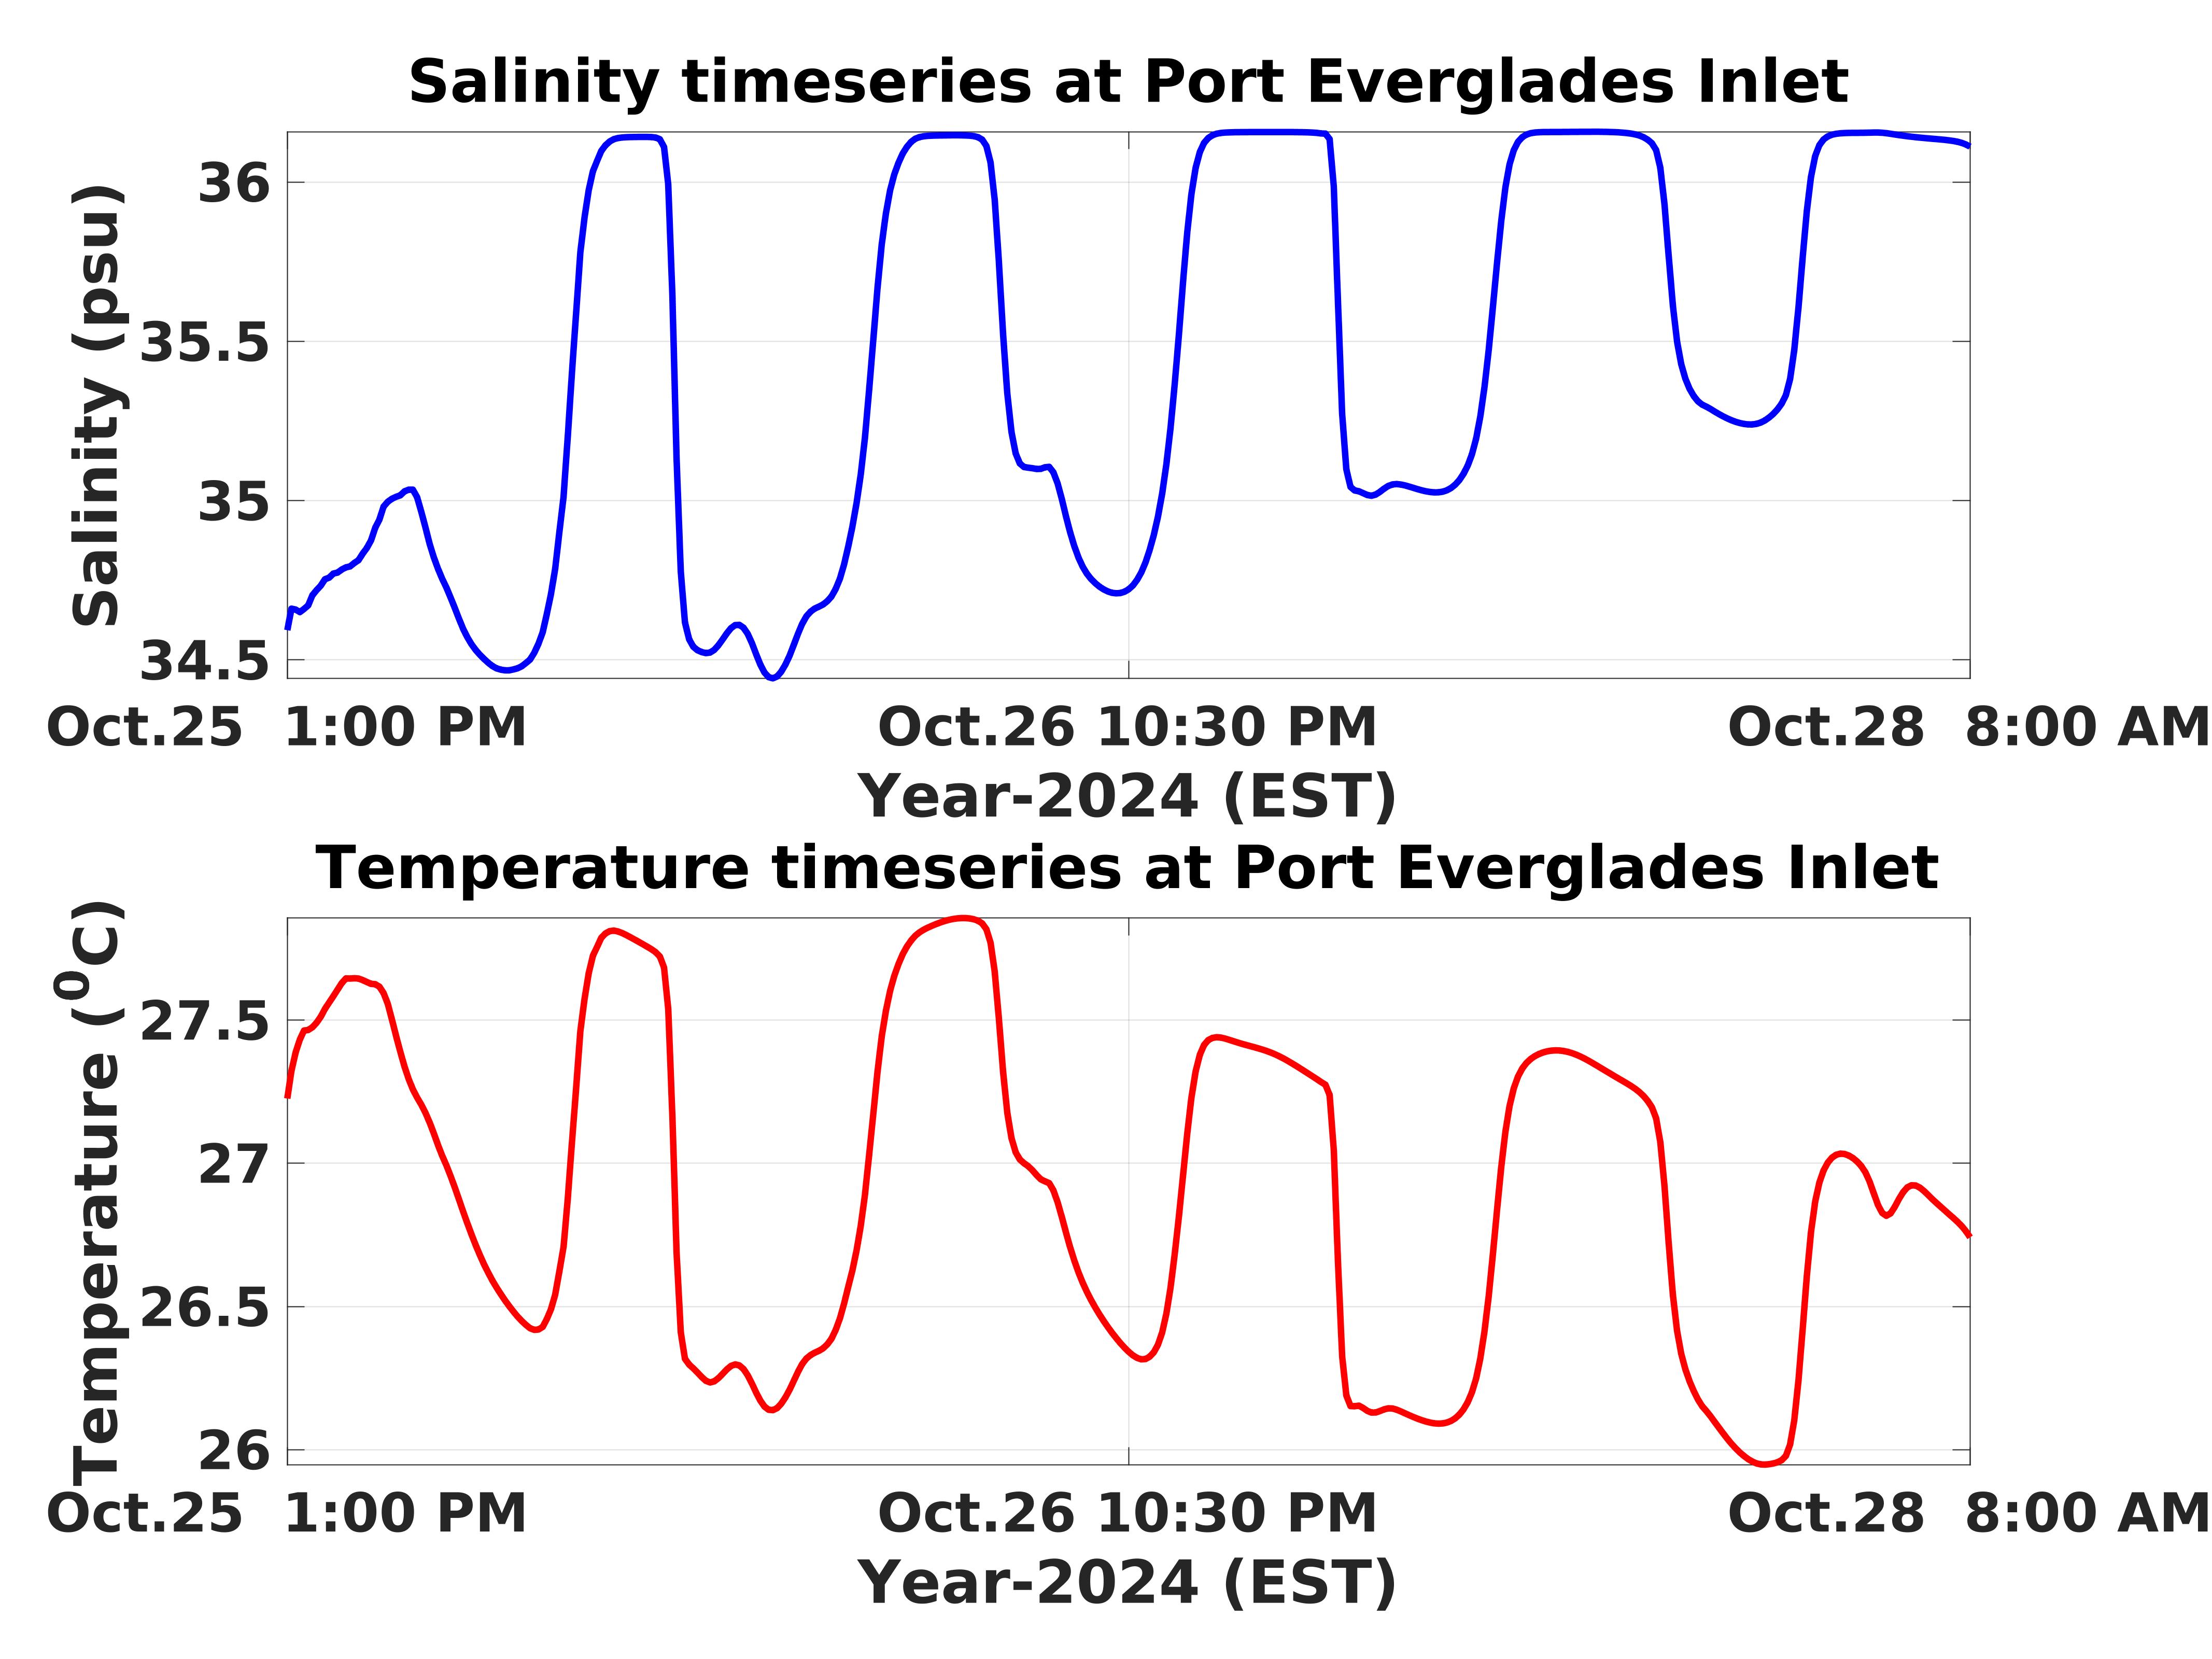 Salinity timeseries at Port Everglades Inlet
Salinity (psu)
36
35.5
35
34.5
Oct.25 1:00 PM Oct.26 10:30 PM Oct.28 8:00 AM
Year-2024 (EST)
Temperature timeseries at Port Everglades Inlet
Temperature (⁰C)
27.5
27
26.5
26
Oct.25 1:00 PM Oct.26 10:30 PM Oct.28 8:00 AM
Year-2024 (EST)